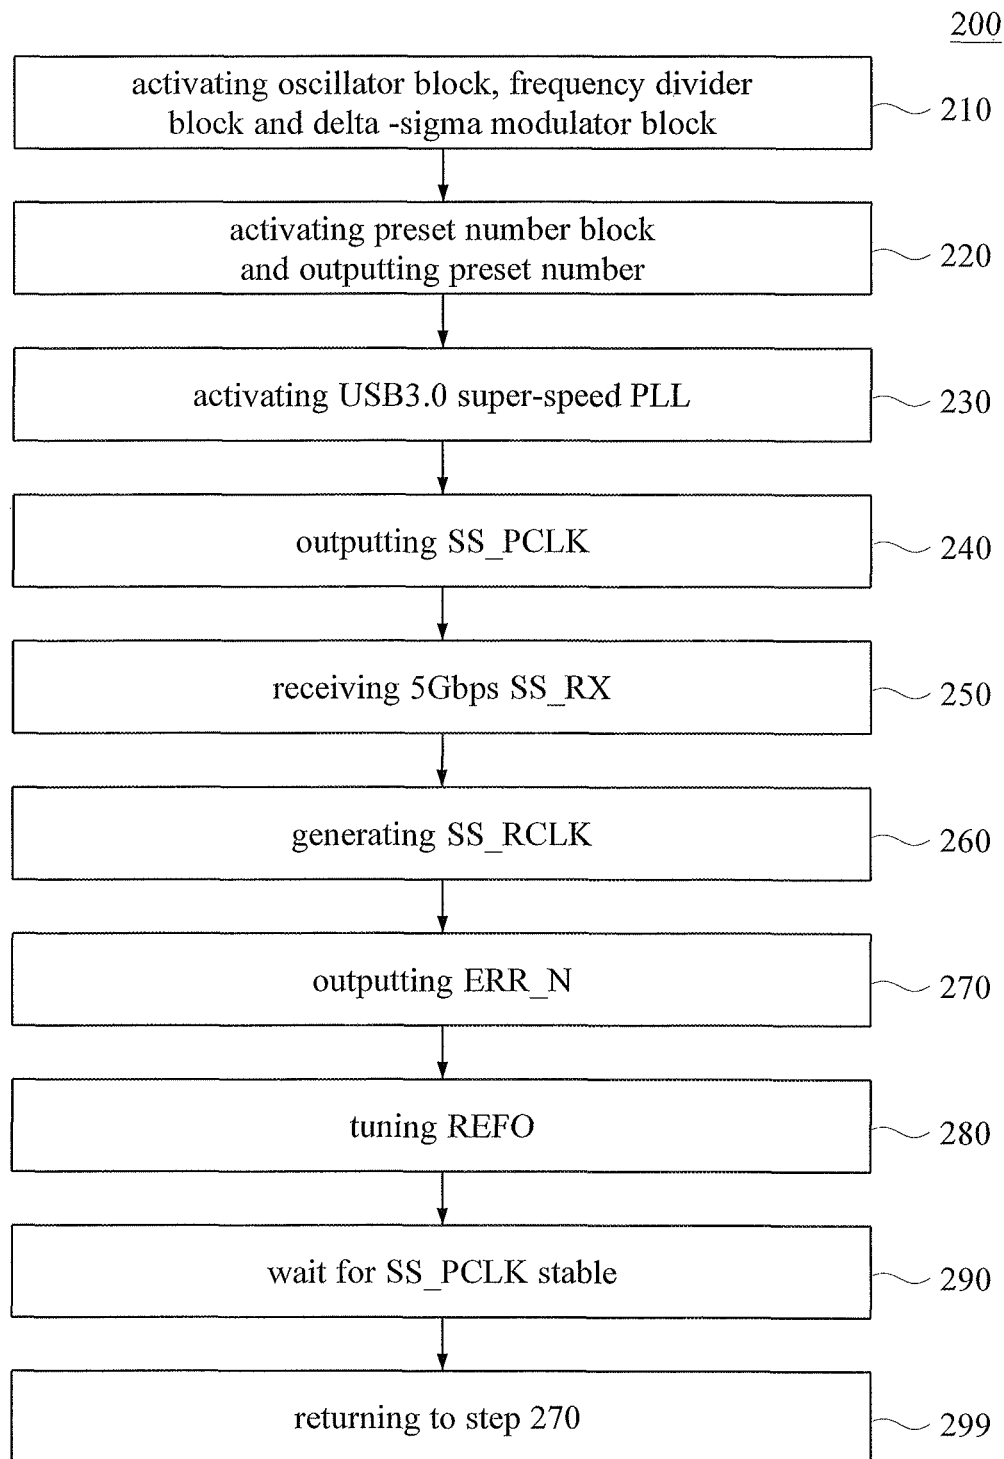 200
activating oscillator block, frequency divider
block and delta -sigma modulator block
210
activating preset number block
and outputting preset number
220
activating USB3.0 super-speed PLL
230
outputting SS_PCLK
240
receiving 5Gbps SS_RX
250
generating SS_RCLK
260
outputting ERR_N
270
tuning REFO
280
wait for SS_PCLK stable
290
returning to step 270
299